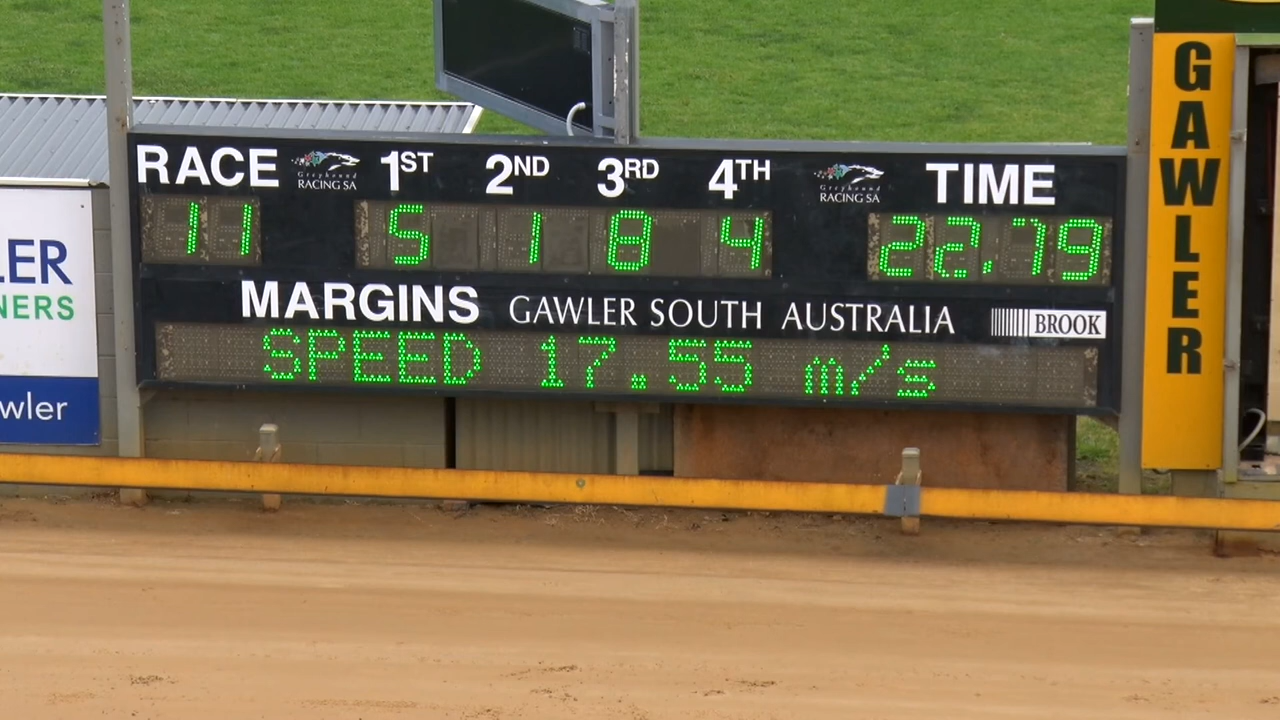 RACE Greyhound RACING SA 1ST 2ND 3RD 4TH Greyhound RACING SA TIME
11 5 1 8 4 22.79
MARGINS GAWLER SOUTH AUSTRALIA BROOK
SPEED 17.55 m/s
GAWLER
LER
NERS
wler